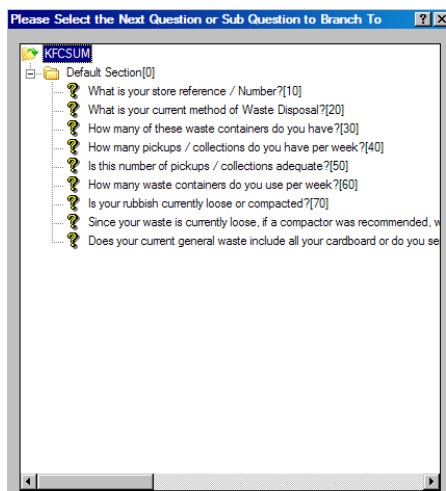 Please Select the Next Question or Sub Question to Branch To
KFCSUM
Default Section[0]
What is your store reference / Number?[10]
What is your current method of Waste Disposal?[20]
How many of these waste containers do you have?[30]
How many pickups / collections do you have per week?[40]
Is this number of pickups / collections adequate?[50]
How many waste containers do you use per week?[60]
Is your rubbish currently loose or compacted?[70]
Since your waste is currently loose, if a compactor was recommended, w
Does your current general waste include all your cardboard or do you se